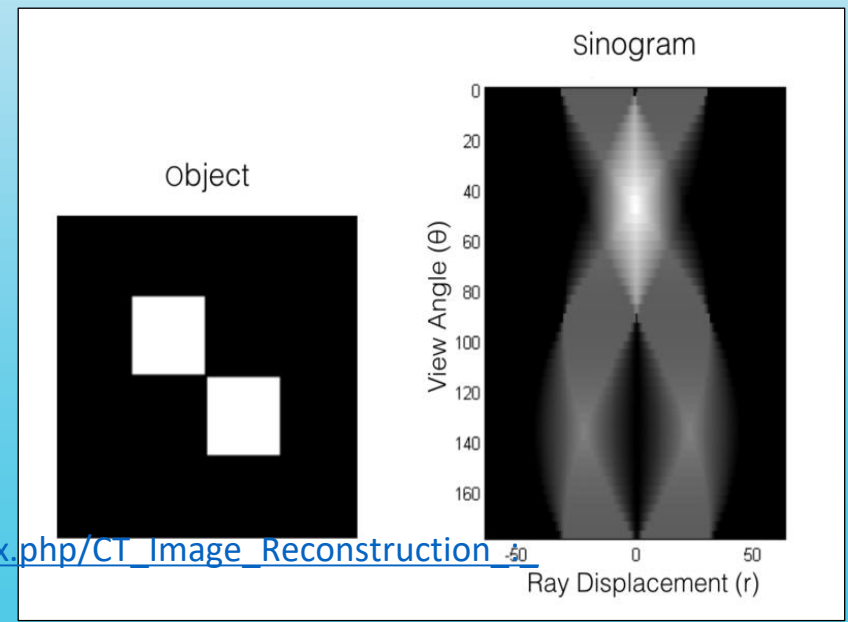 Object
x.php/CT_Image_Reconstruction_:_
Sinogram
View Angle (θ)
0
20
40
60
80
100
120
140
160
-50 0 50
Ray Displacement (r)